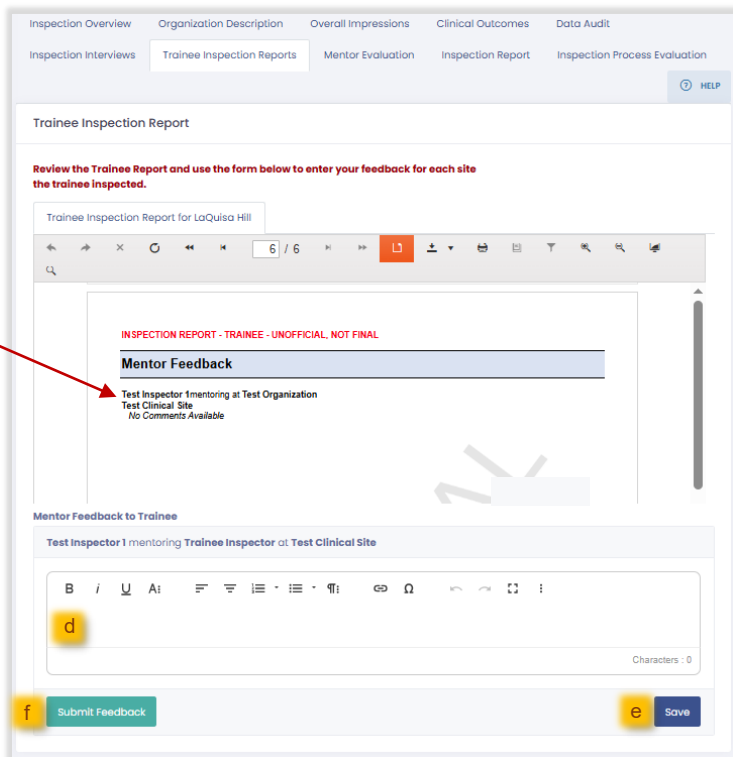 Inspection Overview Organization Description Overall Impressions Clinical Outcomes Data Audit
Inspection Interviews Trainee Inspection Reports Mentor Evaluation Inspection Report Inspection Process Evaluation
? HELP
Trainee Inspection Report
Review the Trainee Report and use the form below to enter your feedback for each site
the trainee inspected.
Trainee Inspection Report for LaQuisa Hill
6 / 6
INSPECTION REPORT - TRAINEE - UNOFFICIAL, NOT FINAL
Mentor Feedback
Test Inspector 1mentoring at Test Organization
Test Clinical Site
No Comments Available
Mentor Feedback to Trainee
Test Inspector 1 mentoring Trainee Inspector at Test Clinical Site
B i U A Ω
d
Characters : 0
f Submit Feedback e Save